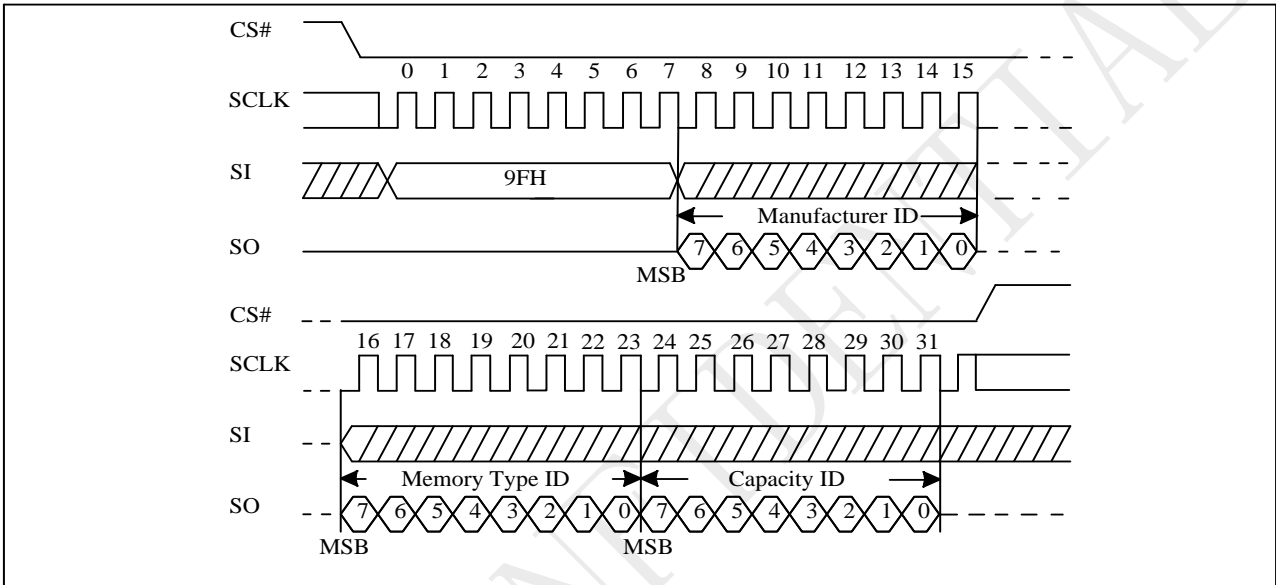 CS#
0 1 2 3 4 5 6 7 8 9 10 11 12 13 14 15
SCLK
SI
9FH
Manufacturer ID
SO
7 6 5 4 3 2 1 0
MSB
CS#
16 17 18 19 20 21 22 23 24 25 26 27 28 29 30 31
SCLK
SI
Memory Type ID Capacity ID
SO
7 6 5 4 3 2 1 0 7 6 5 4 3 2 1 0
MSB MSB